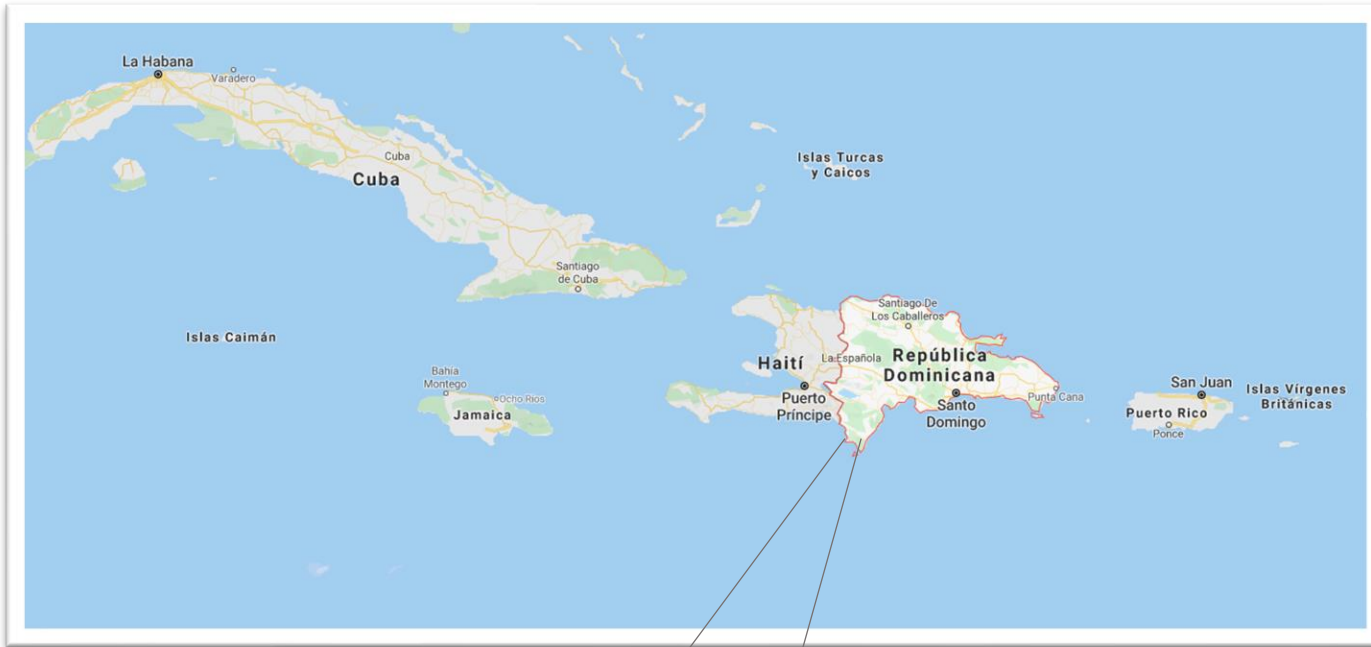 La Habana
Varadero
Cuba
Cuba
Islas Turcas
y Caicos
Santiago
de Cuba
Santiago De
Los Caballeros
Islas Caimán
Haití
La Española
República
Dominicana
Bahía
Montego
Ocho Ríos
Jamaica
Puerto
Príncipe
Santo
Domingo
Punta Cana
San Juan
Islas Vírgenes
Británicas
Puerto Rico
Ponce